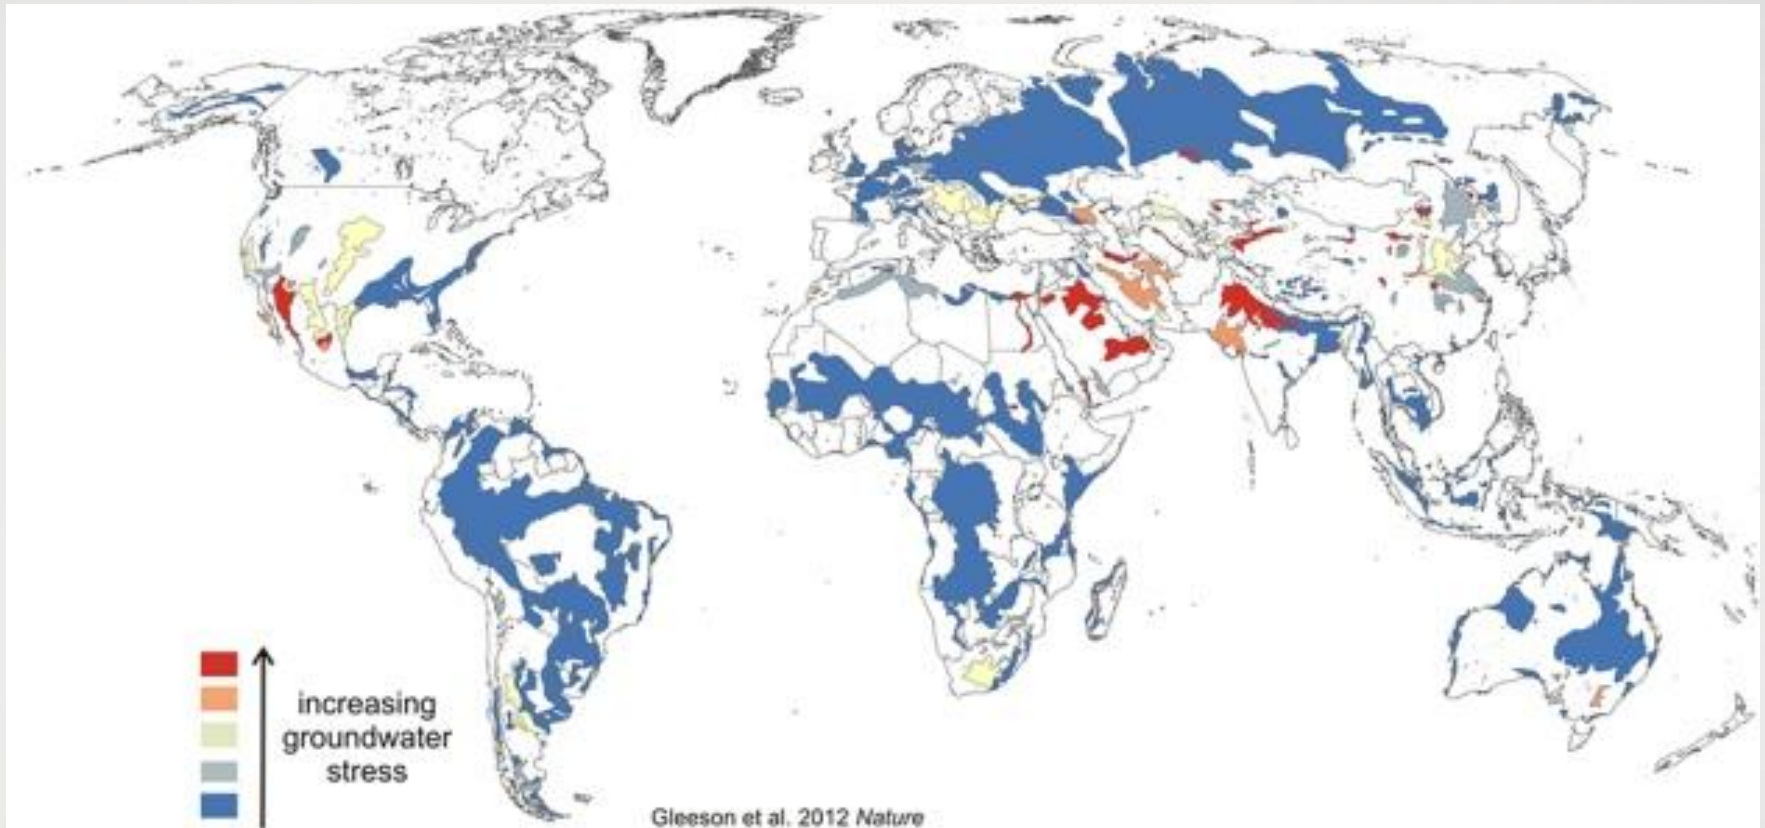 increasing
groundwater
stress
Gleeson et al. 2012 Nature